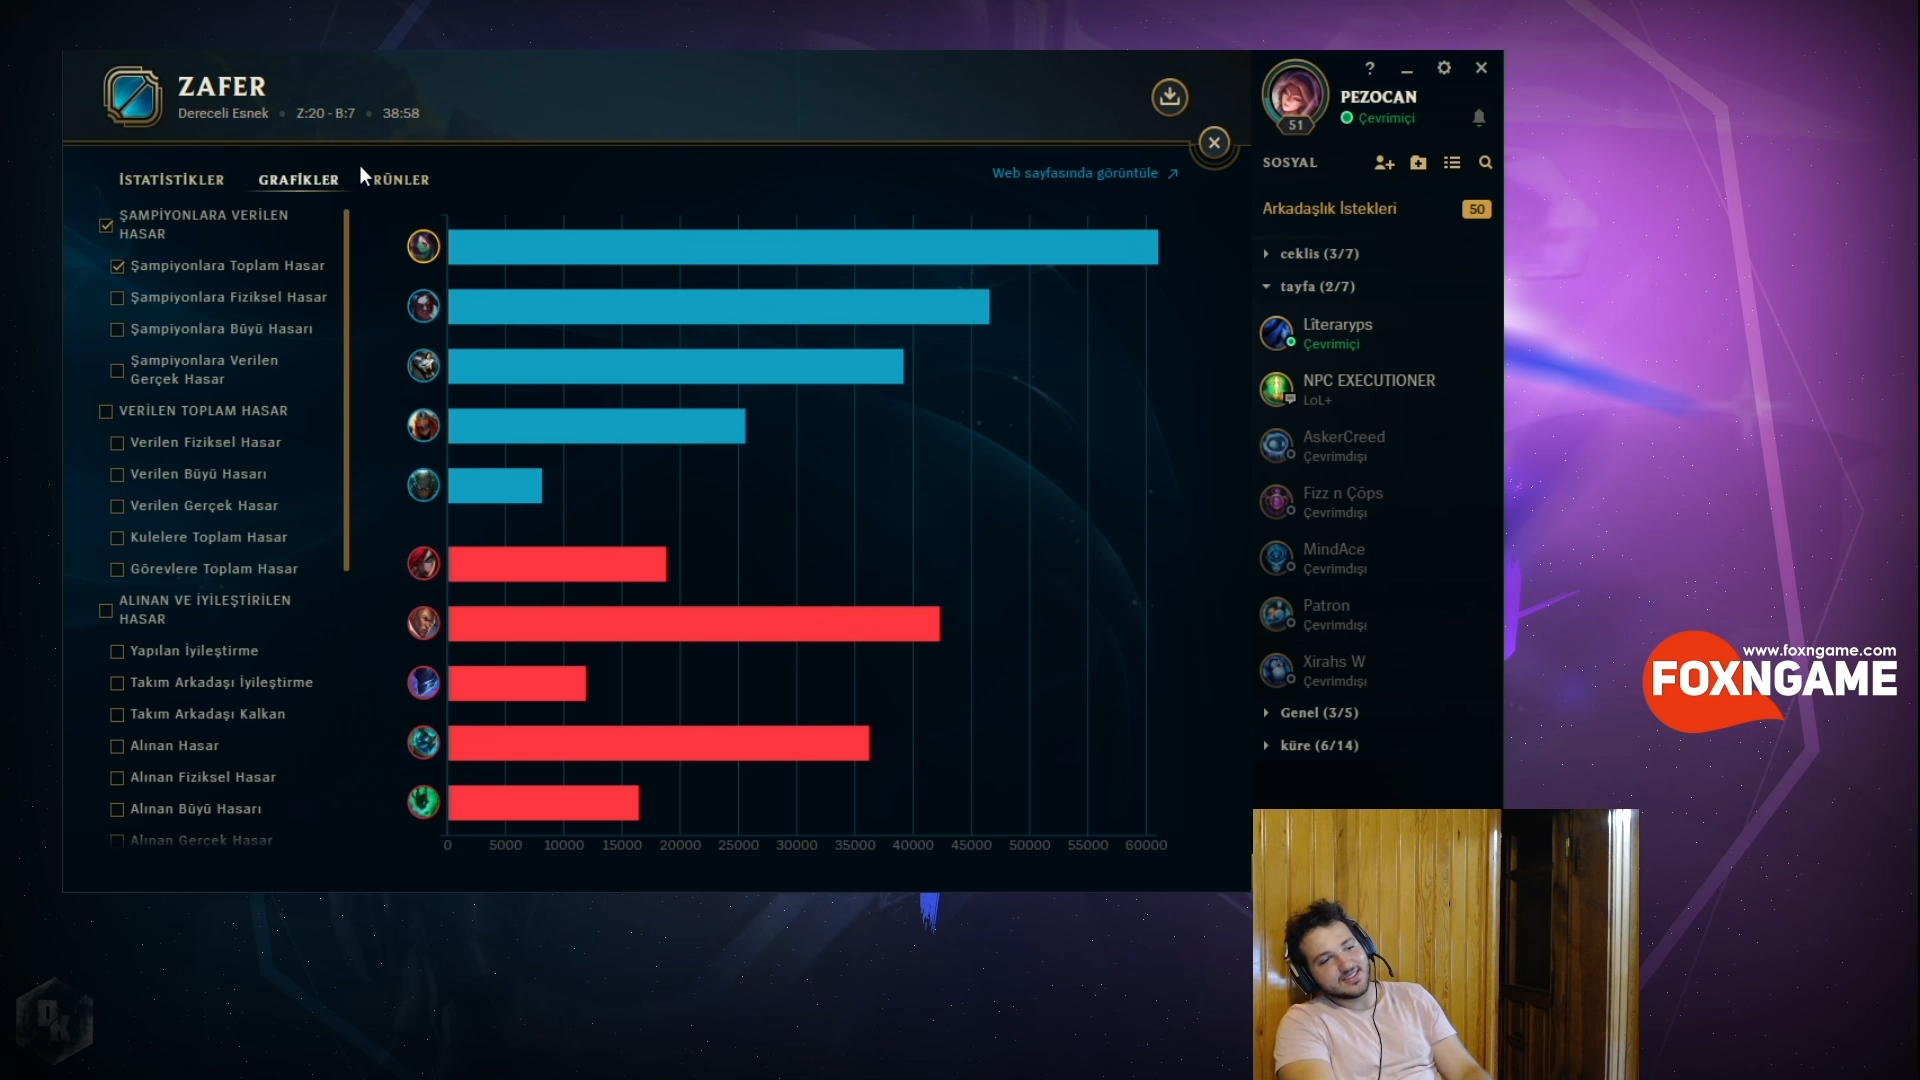 ZAFER
Dereceli Esnek • Z:20 - B:7 • 38:58
İSTATİSTİKLER
GRAFİKLER
RÜNLER
Web sayfasında görüntüle
ŞAMPİYONLARA VERİLEN
HASAR
Şampiyonlara Toplam Hasar
Şampiyonlara Fiziksel Hasar
Şampiyonlara Büyü Hasarı
Şampiyonlara Verilen
Gerçek Hasar
VERİLEN TOPLAM HASAR
Verilen Fiziksel Hasar
Verilen Büyü Hasarı
Verilen Gerçek Hasar
Kulelere Toplam Hasar
Görevlere Toplam Hasar
ALINAN VE İYİLEŞTİRİLEN
HASAR
Yapılan İyileştirme
Takım Arkadaşı İyileştirme
Takım Arkadaşı Kalkan
Alınan Hasar
Alınan Fiziksel Hasar
Alınan Büyü Hasarı
Alınan Gerçek Hasar
0 5000 10000 15000 20000 25000 30000 35000 40000 45000 50000 55000 60000
?
51
PEZOCAN
Çevrimiçi
SOSYAL
Arkadaşlık İstekleri
50
ceklis (3/7)
tayfa (2/7)
Lîteraryps
Çevrimiçi
NPC EXECUTIONER
LoL+
AskerCreed
Çevrimdışı
Fizz n Çöps
Çevrimdışı
MindAce
Çevrimdışı
Patron
Çevrimdışı
Xirahs W
Çevrimdışı
Genel (3/5)
küre (6/14)
www.foxngame.com
FOXNGAME